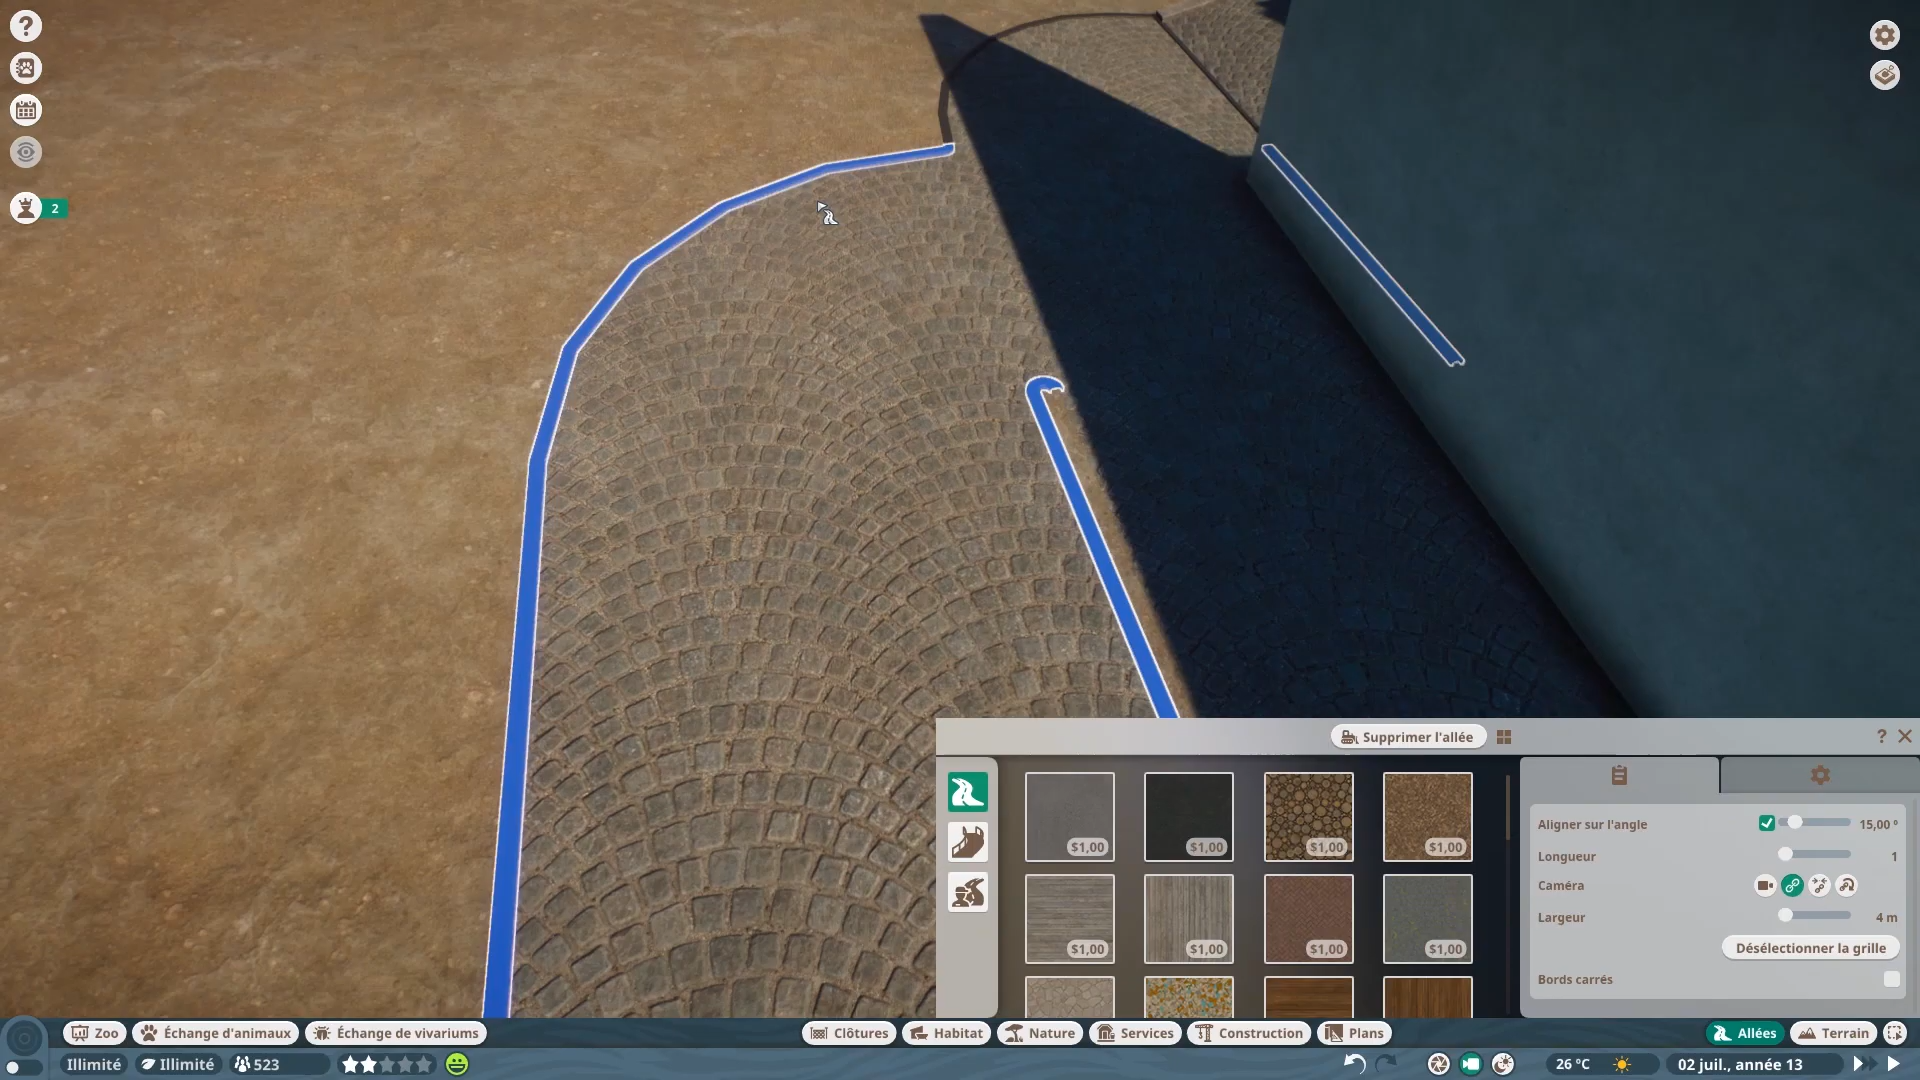 ?
2
Supprimer l'allée
?
$1,00
$1,00
$1,00
$1,00
$1,00
$1,00
$1,00
$1,00
Aligner sur l'angle
15,00 °
Longueur
1
Caméra
Largeur
4 m
Désélectionner la grille
Bords carrés
Zoo
Échange d'animaux
Échange de vivariums
Clôtures
Habitat
Nature
Services
Construction
Plans
Allées
Terrain
Illimité
Illimité
523
26 °C
02 juil., année 13